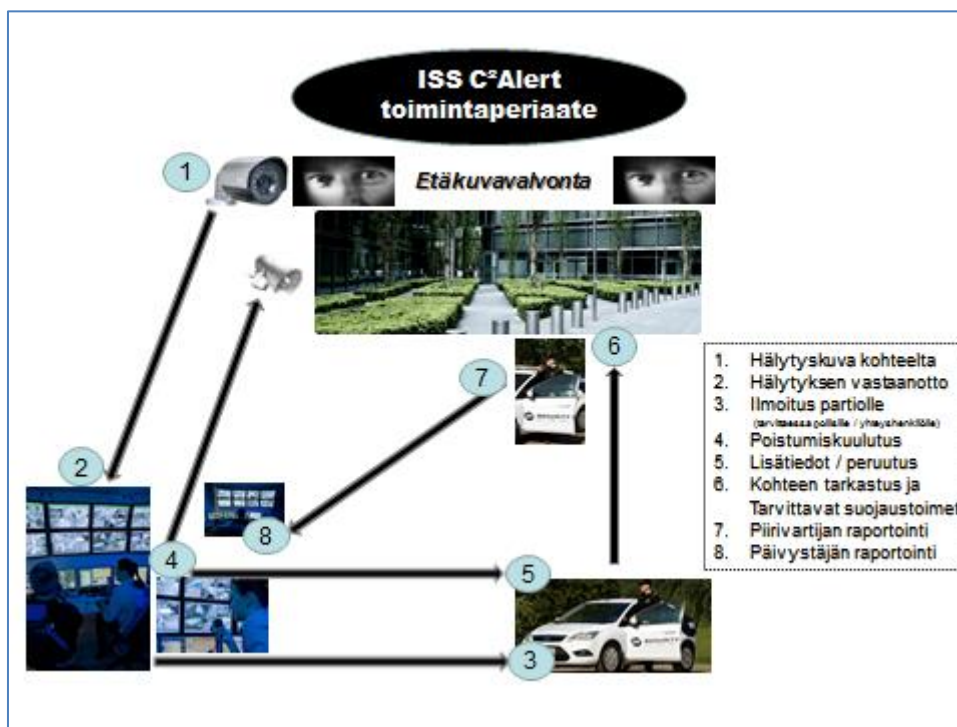 ISS C²Alert
toimintaperiaate
1
Etäkuvavalvonta
6
7
2
8
4
5
3
1. Hälytyskuva kohteelta
2. Hälytyksen vastaanotto
3. Ilmoitus partiolle
(tarvittaessa poliisille / yhteyshenkilölle)
4. Poistumiskuulutus
5. Lisätiedot / peruutus
6. Kohteen tarkastus ja
Tarvittavat suojaustoimet
7. Piirivartijan raportointi
8. Päivystäjän raportointi